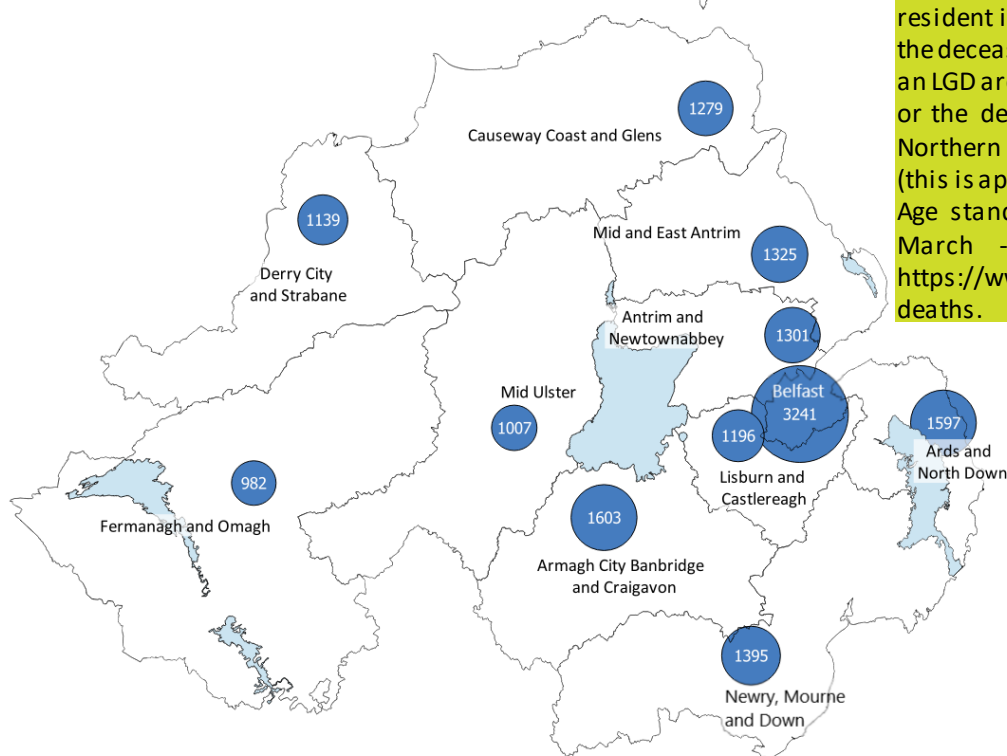 resident i
the decea
an LGD ar
or the de
Northern
(this is ap
Age stand
March -
https://w
deaths.
1279
Causeway Coast and Glens
1139
Derry City
and Strabane
Mid and East Antrim
1325
Antrim and
Newtownabbey
1301
Mid Ulster
1007
Belfast
3241
1196
Lisburn and
Castlereagh
1597
Ards and
North Down
982
Fermanagh and Omagh
1603
Armagh City Banbridge
and Craigavon
1395
Newry, Mourne
and Down